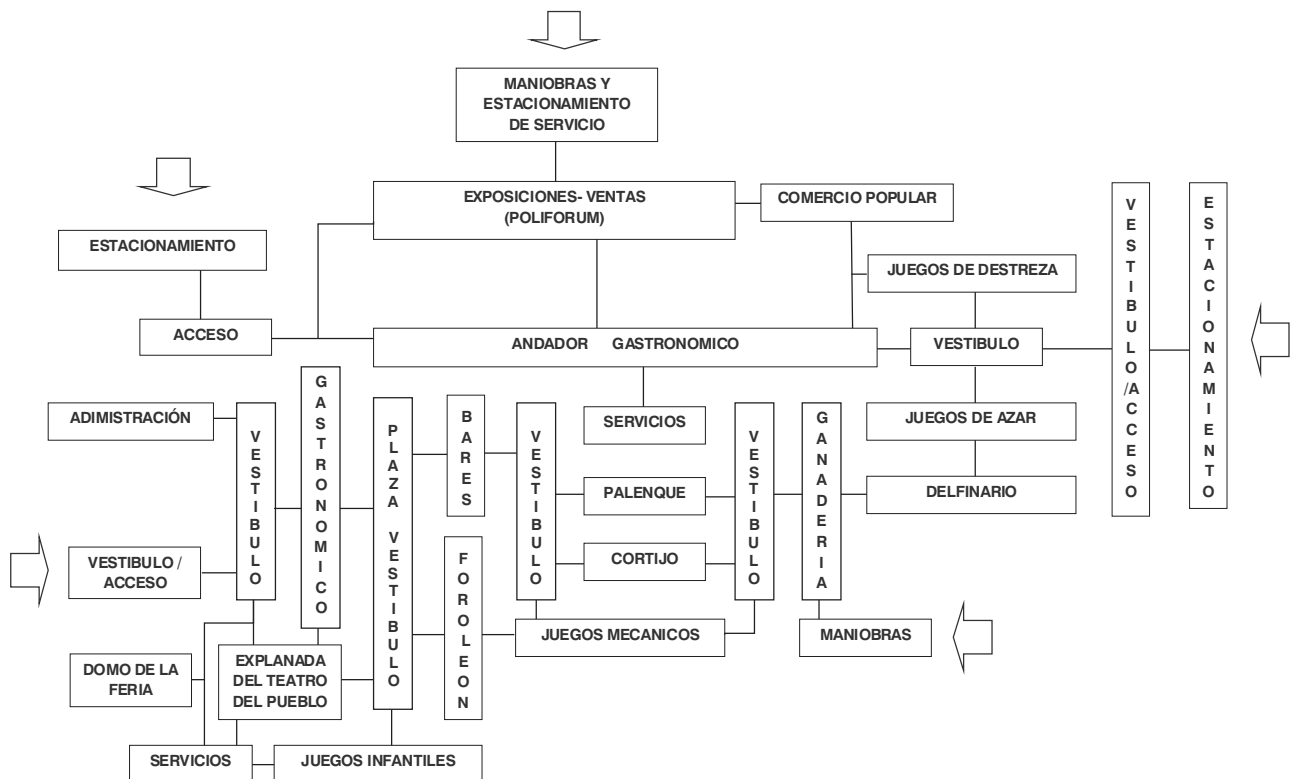 MANIOBRAS Y
ESTACIONAMIENTO
DE SERVICIO
EXPOSICIONES- VENTAS
(POLIFORUM)
COMERCIO POPULAR
ESTACIONAMIENTO
JUEGOS DE DESTREZA
ACCESO
ANDADOR GASTRONOMICO
VESTIBULO
VESTIBULO/ACCESO
ESTACIONAMIENTO
ADIMISTRACIÓN
VESTIBULO
GASTRONOMICO
PLAZA VESTIBULO
BARES
VESTIBULO
SERVICIOS
VESTIBULO
GANADERIA
JUEGOS DE AZAR
PALENQUE
DELFINARIO
VESTIBULO /
ACCESO
CORTIJO
FOROLEON
JUEGOS MECANICOS
MANIOBRAS
DOMO DE LA
FERIA
EXPLANADA
DEL TEATRO
DEL PUEBLO
SERVICIOS
JUEGOS INFANTILES